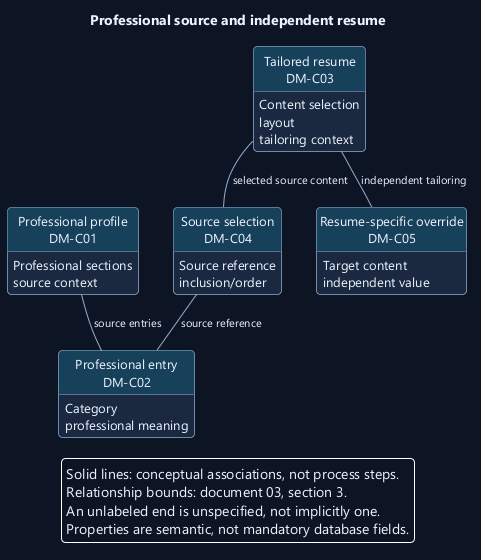 Professional source and independent resume
Tailored resume
DM-C03
Content selection
layout
tailoring context
selected source content
independent tailoring
Professional profile
DM-C01
Professional sections
source context
Source selection
DM-C04
Source reference
inclusion/order
Resume-specific override
DM-C05
Target content
independent value
source entries
source reference
Professional entry
DM-C02
Category
professional meaning
Solid lines: conceptual associations, not process steps.
Relationship bounds: document 03, section 3.
An unlabeled end is unspecified, not implicitly one.
Properties are semantic, not mandatory database fields.